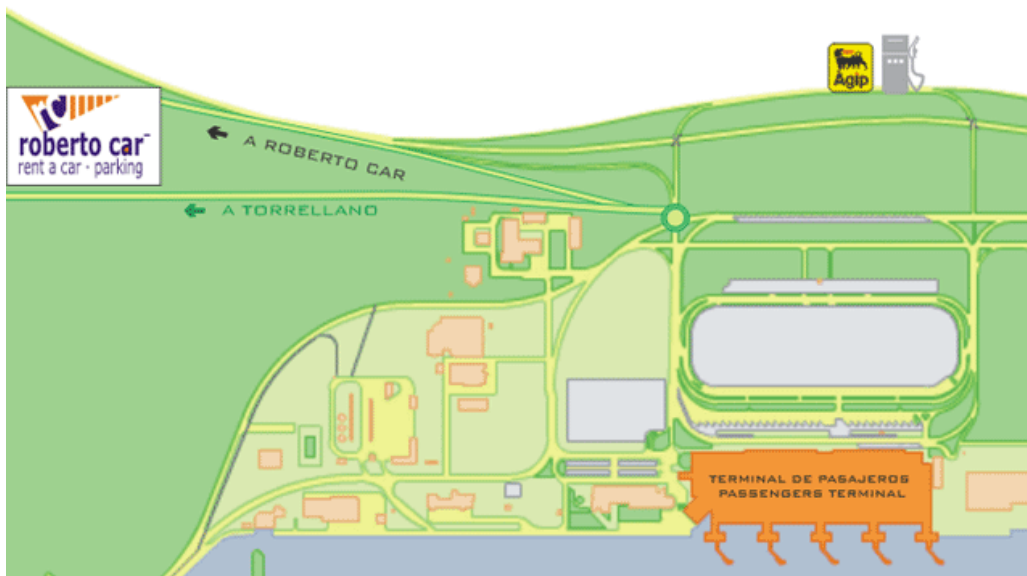 Agip
roberto car
rent a car - parking
A ROBERTO CAR
A TORRELLANO
TERMINAL DE PASAJEROS
PASSENGERS TERMINAL